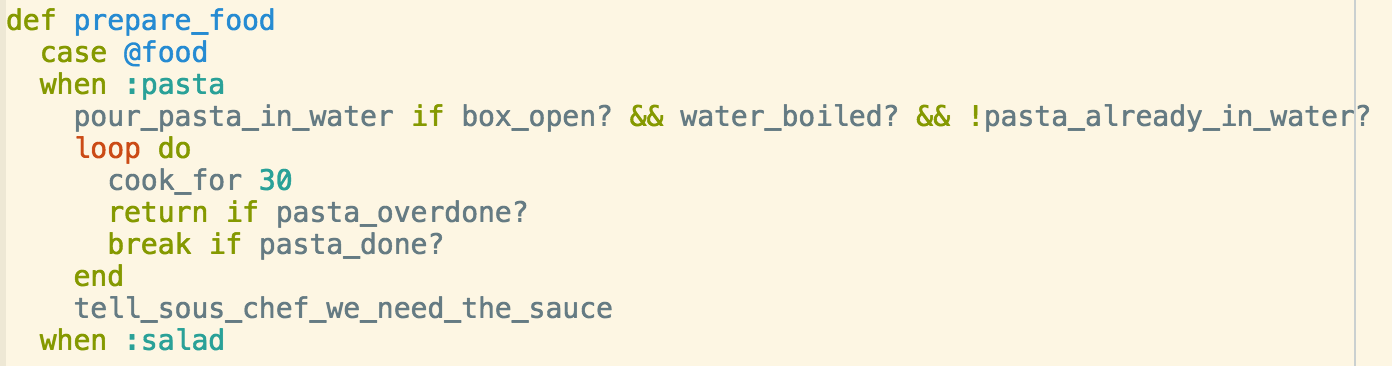 def prepare_food
  case @food
  when :pasta
    pour_pasta_in_water if box_open? && water_boiled? && !pasta_already_in_water?
    loop do
      cook_for 30
      return if pasta_overdone?
      break if pasta_done?
    end
    tell_sous_chef_we_need_the_sauce
  when :salad